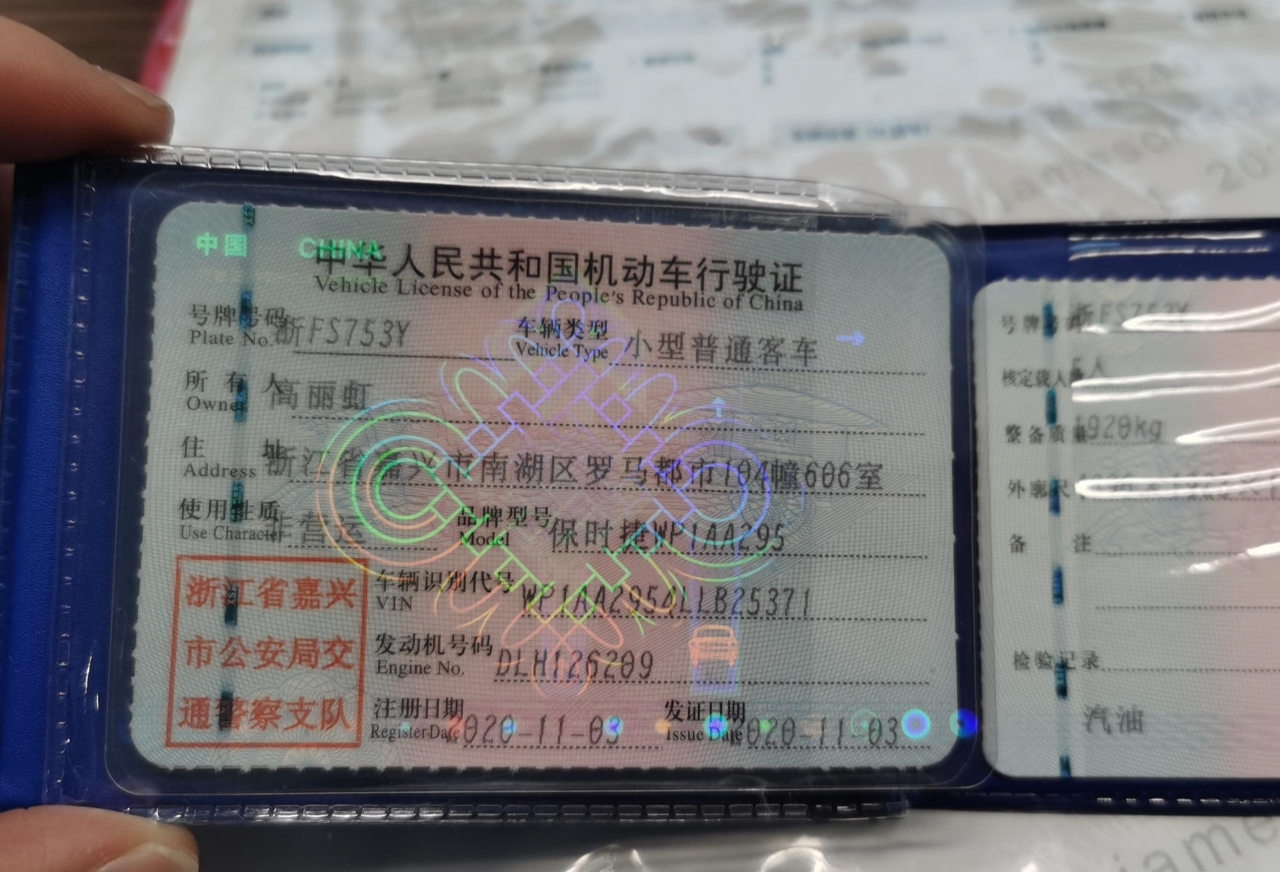 中国 CHINA
中华人民共和国机动车行驶证
Vehicle License of the People's Republic of China
号牌号码 浙FS753Y 车辆类型 小型普通客车
Plate No. Vehicle Type
所有人 高丽虹
Owner
住址 浙江省嘉兴市南湖区罗马都市104幢606室
Address
使用性质 非营运 品牌型号 保时捷WP1AA295
Use Character Model
浙江省嘉兴
市公安局交
通警察支队
车辆识别代号 WP1AA2954LLB25371
VIN
发动机号码 DLH126209
Engine No.
注册日期 2020-11-03 发证日期 2020-11-03
Register Date Issue Date
号牌号码 浙FS753Y
核定载人数 5人
整备质量 1920kg
外廓尺
备注
检验记录
汽油